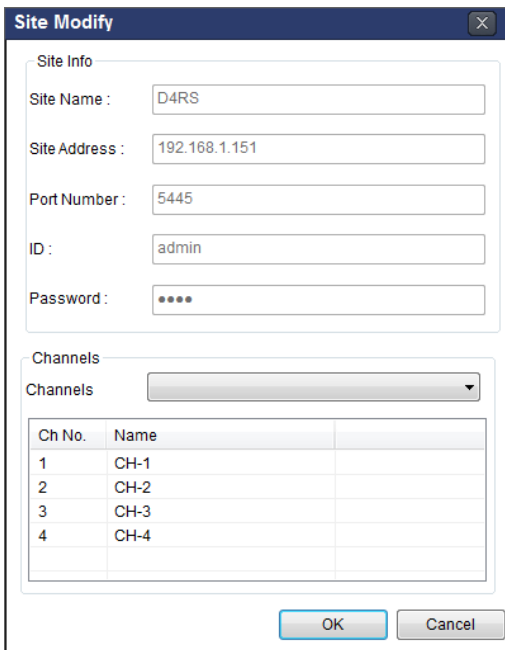 Site Modify X
Site Info
Site Name : D4RS
Site Address : 192.168.1.151
Port Number : 5445
ID : admin
Password : ●●●●
Channels
Channels
Ch No. Name
1 CH-1
2 CH-2
3 CH-3
4 CH-4
OK Cancel